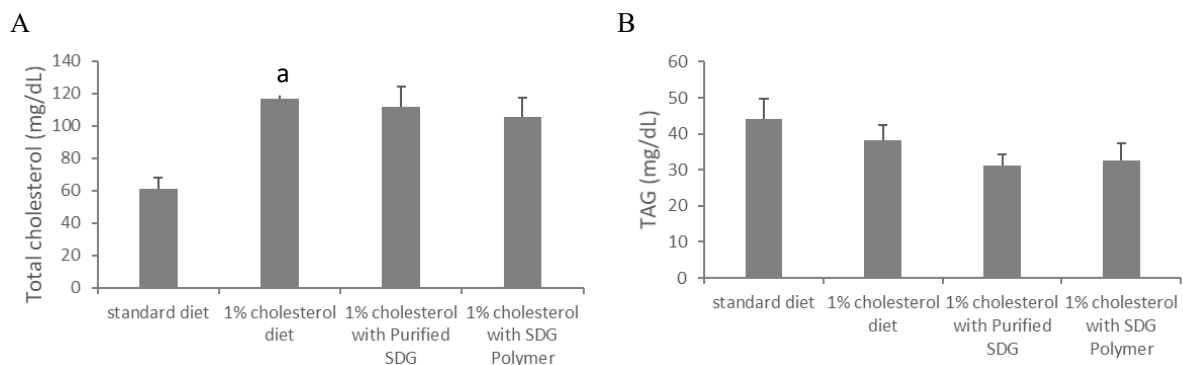 A
Total cholesterol (mg/dL)
140
120
100
80
60
40
20
0
a
standard diet
1% cholesterol
diet
1% cholesterol
with Purified
SDG
1% cholesterol
with SDG
Polymer
B
TAG (mg/dL)
60
50
40
30
20
10
0
standard diet
1% cholesterol
diet
1% cholesterol
with Purified
SDG
1% cholesterol
with SDG
Polymer